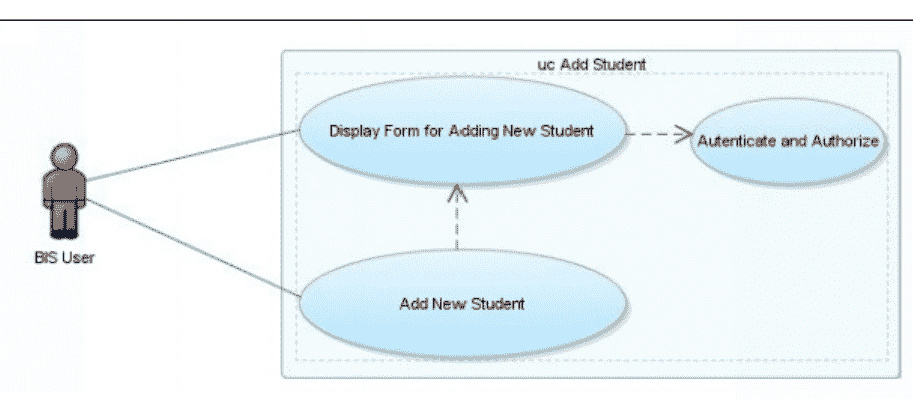 uc Add Student
Display Form for Adding New Student
Autenticate and Authorize
BIS User
Add New Student